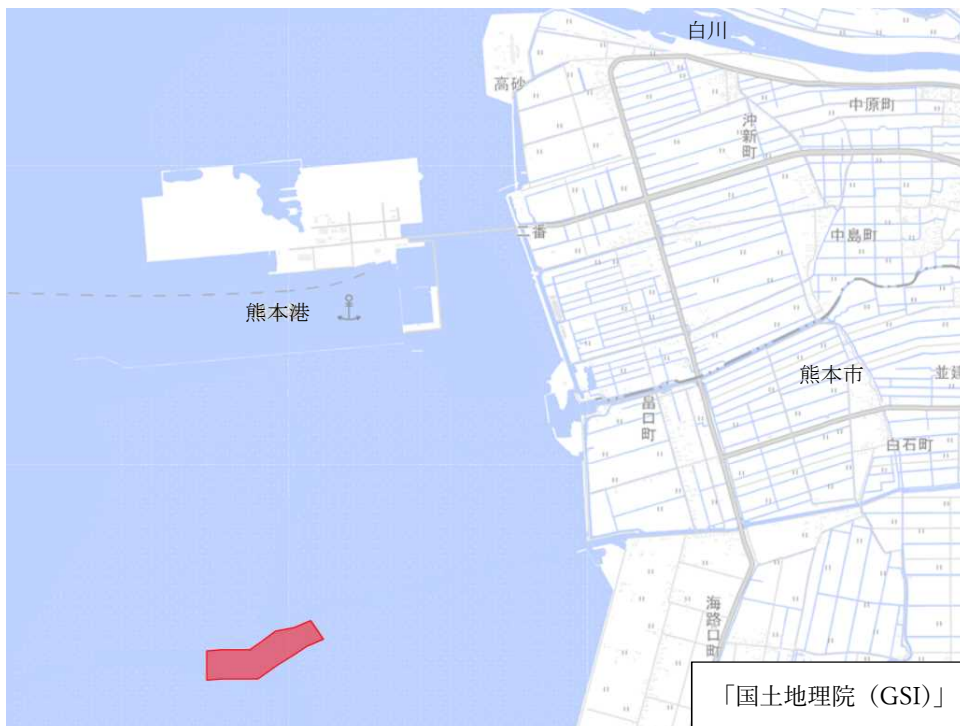 白川
高砂
中原町
沖新町
二番
中島町
熊本港
熊本市
並建
畠口町
白石町
海路口町
「国土地理院（GSI）」